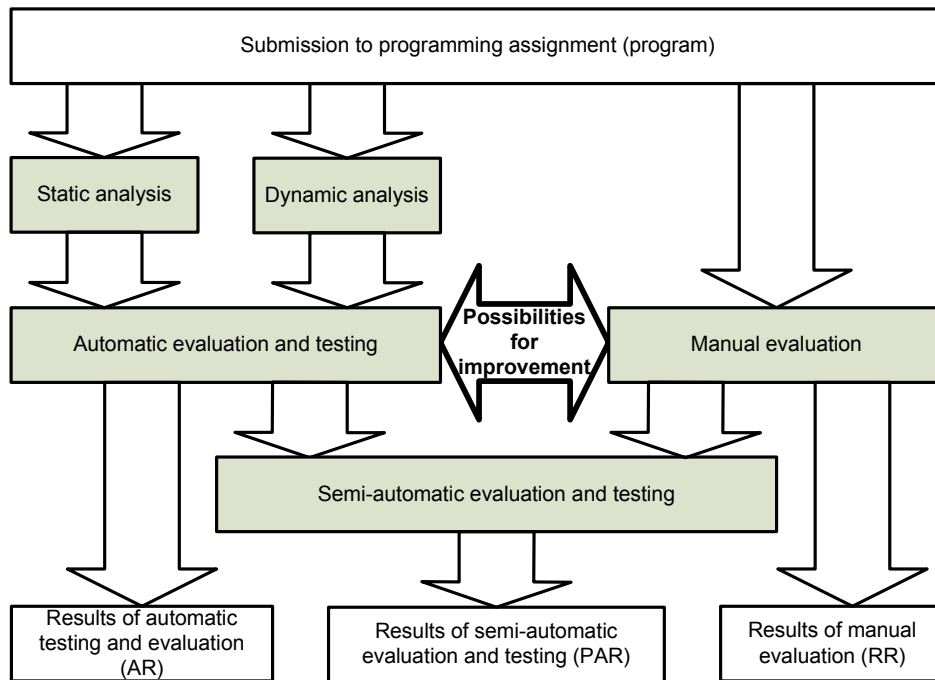 Submission to programming assignment (program)
Static analysis
Dynamic analysis
Automatic evaluation and testing
Possibilities
for
improvement
Manual evaluation
Semi-automatic evaluation and testing
Results of automatic
testing and evaluation
(AR)
Results of semi-automatic
evaluation and testing (PAR)
Results of manual
evaluation (RR)